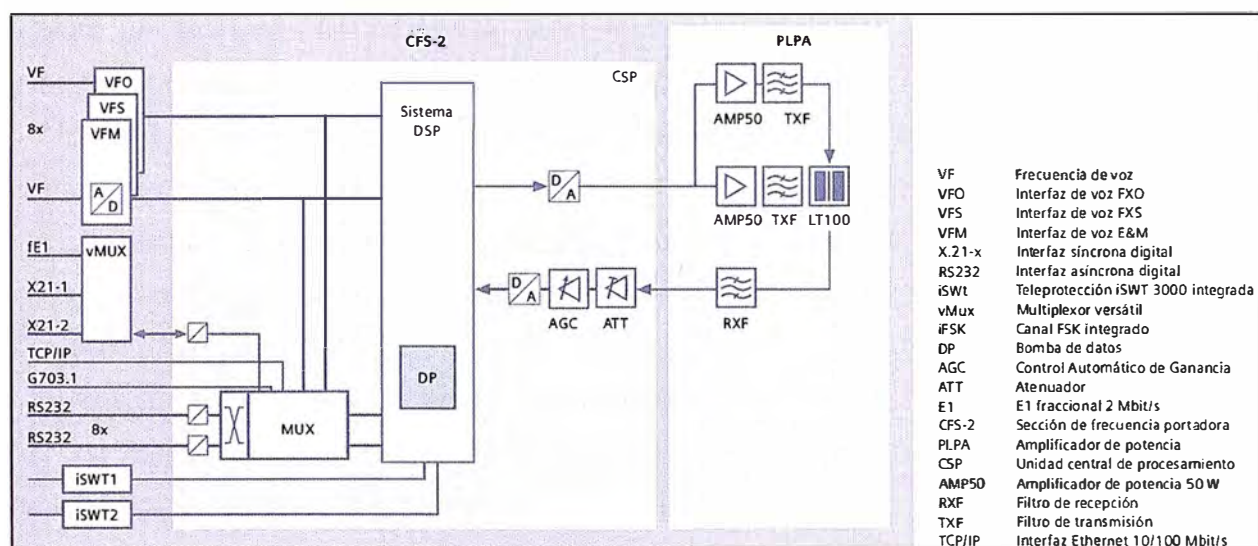 CFS-2
PLPA
CSP
VF
VFO
VFS
VFM
8x
VF
A/D
Sistema
DSP
D/A
AMP50
TXF
AMP50
TXF
LT100
fE1
vMUX
X21-1
X21-2
D/A
AGC
ATT
RXF
TCP/IP
G703.1
DP
RS232
8x
RS232
MUX
iSWT1
iSWT2
VF Frecuencia de voz
VFO Interfaz de voz FXO
VFS Interfaz de voz FXS
VFM Interfaz de voz E&M
X.21-x Interfaz síncrona digital
RS232 Interfaz asíncrona digital
iSWt Teleprotección iSWT 3000 integrada
vMux Multiplexor versátil
iFSK Canal FSK integrado
DP Bomba de datos
AGC Control Automático de Ganancia
ATT Atenuador
E1 E1 fraccional 2 Mbit/s
CFS-2 Sección de frecuencia portadora
PLPA Amplificador de potencia
CSP Unidad central de procesamiento
AMP50 Amplificador de potencia 50 W
RXF Filtro de recepción
TXF Filtro de transmisión
TCP/IP Interfaz Ethernet 10/100 Mbit/s